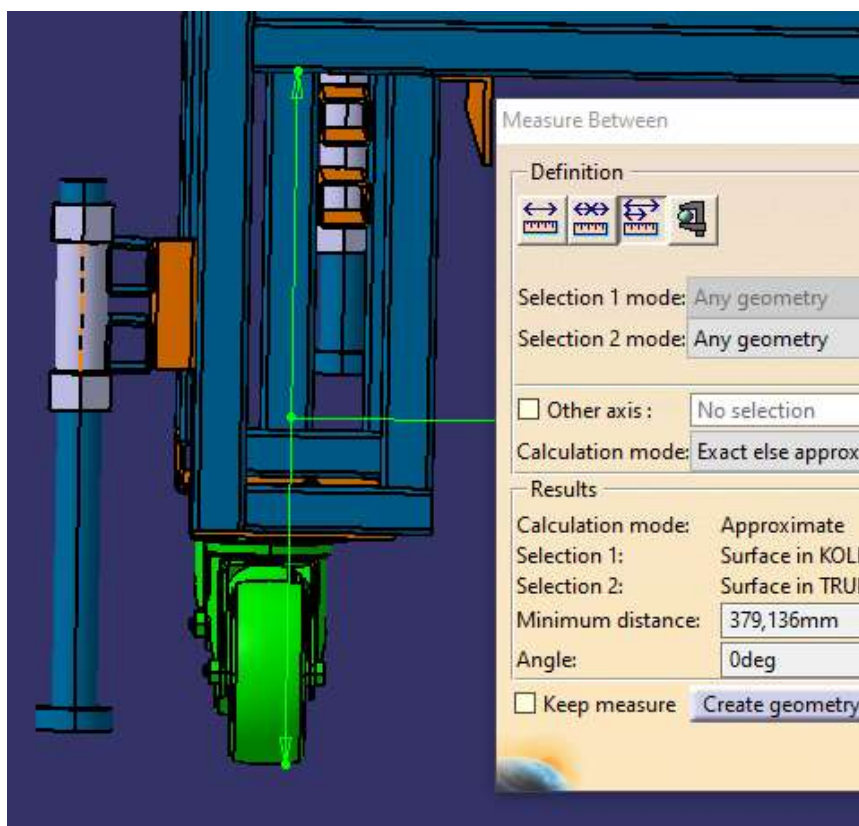 Measure Between
Definition
Selection 1 mode: Any geometry
Selection 2 mode: Any geometry
Other axis : No selection
Calculation mode: Exact else approx
Results
Calculation mode: Approximate
Selection 1: Surface in KOL
Selection 2: Surface in TRU
Minimum distance: 379,136mm
Angle: 0deg
Keep measure Create geometry